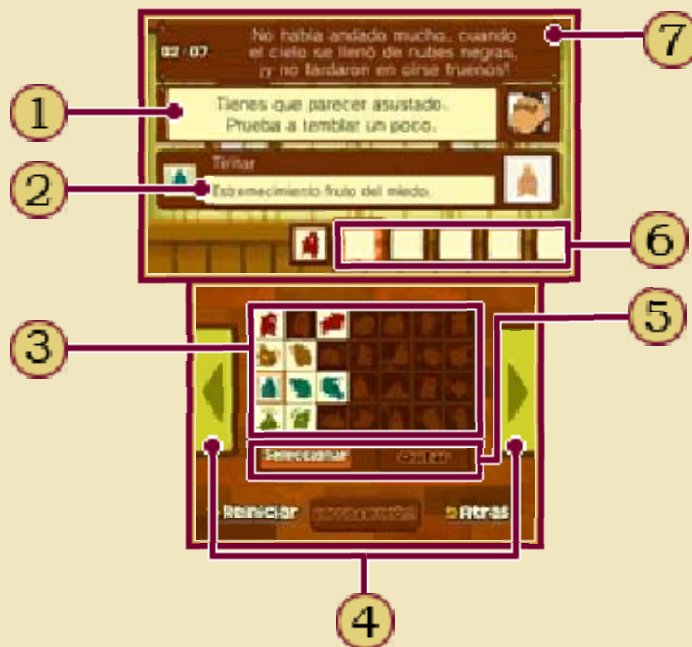 No había andado mucho, cuando
02/07
el cielo se llenó de nubes negras,
¡y no tardaron en oírse truenos!
7
1
Tienes que parecer asustado.
Prueba a temblar un poco.
Tiritar
2
Estremecimiento fruto del miedo.
6
5
3
Seleccionar
Reiniciar
Atrás
4